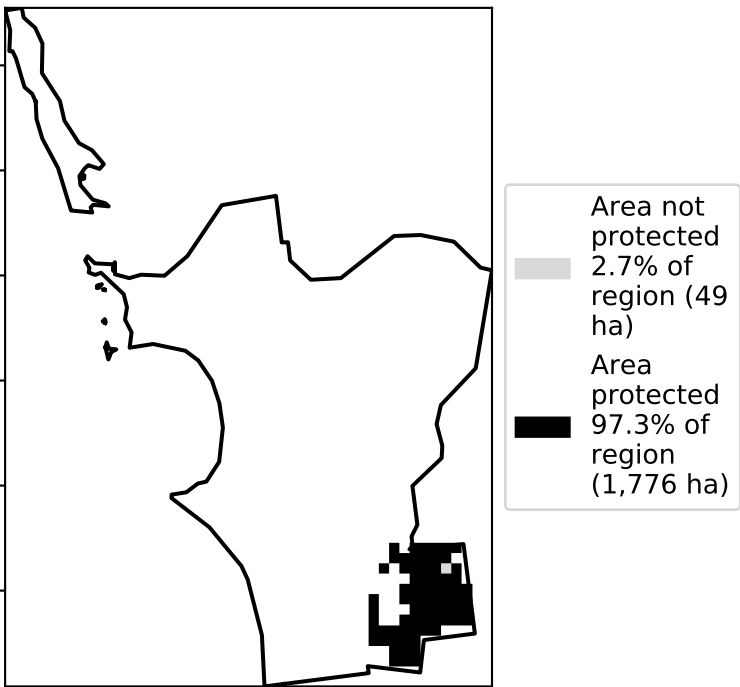 Area not
protected
2.7% of
region (49
ha)
Area
protected
97.3% of
region
(1,776 ha)